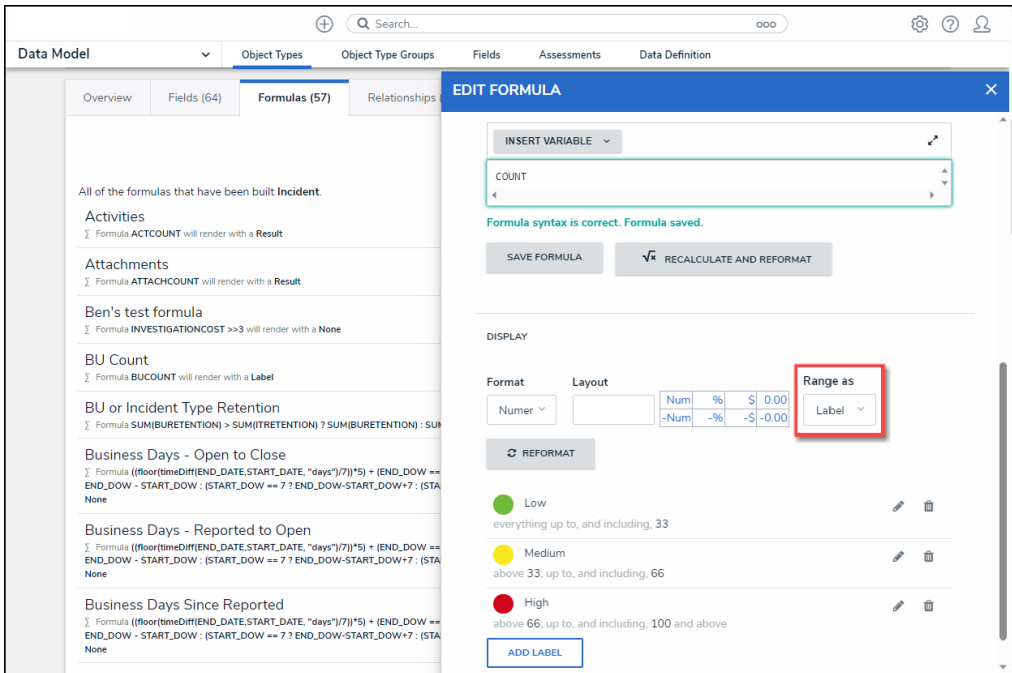 Search...
ooo
Data Model
Object Types
Object Type Groups
Fields
Assessments
Data Definition
Overview
Fields (64)
Formulas (57)
Relationships
All of the formulas that have been built Incident.
Activities
∑ Formula ACTCOUNT will render with a Result
Attachments
∑ Formula ATTACHCOUNT will render with a Result
Ben's test formula
∑ Formula INVESTIGATIONCOST >>3 will render with a None
BU Count
∑ Formula BUCOUNT will render with a Label
BU or Incident Type Retention
∑ Formula SUM(BURETENTION) > SUM(ITRETENTION) ? SUM(BURETENTION) : SUM
Business Days - Open to Close
∑ Formula ((floor(timeDiff(END_DATE,START_DATE, "days")/7))*5) + (END_DOW ==
END_DOW - START_DOW : (START_DOW == 7 ? END_DOW-START_DOW+7 : (STA
None
Business Days - Reported to Open
∑ Formula ((floor(timeDiff(END_DATE,START_DATE, "days")/7))*5) + (END_DOW ==
END_DOW - START_DOW : (START_DOW == 7 ? END_DOW-START_DOW+7 : (STA
None
Business Days Since Reported
∑ Formula ((floor(timeDiff(END_DATE,START_DATE, "days")/7))*5) + (END_DOW ==
END_DOW - START_DOW : (START_DOW == 7 ? END_DOW-START_DOW+7 : (STA
None
EDIT FORMULA
INSERT VARIABLE
COUNT
Formula syntax is correct. Formula saved.
SAVE FORMULA
RECALCULATE AND REFORMAT
DISPLAY
Format
Layout
Range as
Numer
Num % $ 0.00
-Num -% -$ -0.00
Label
REFORMAT
Low
everything up to, and including, 33
Medium
above 33; up to, and including, 66
High
above 66; up to, and including, 100 and above
ADD LABEL